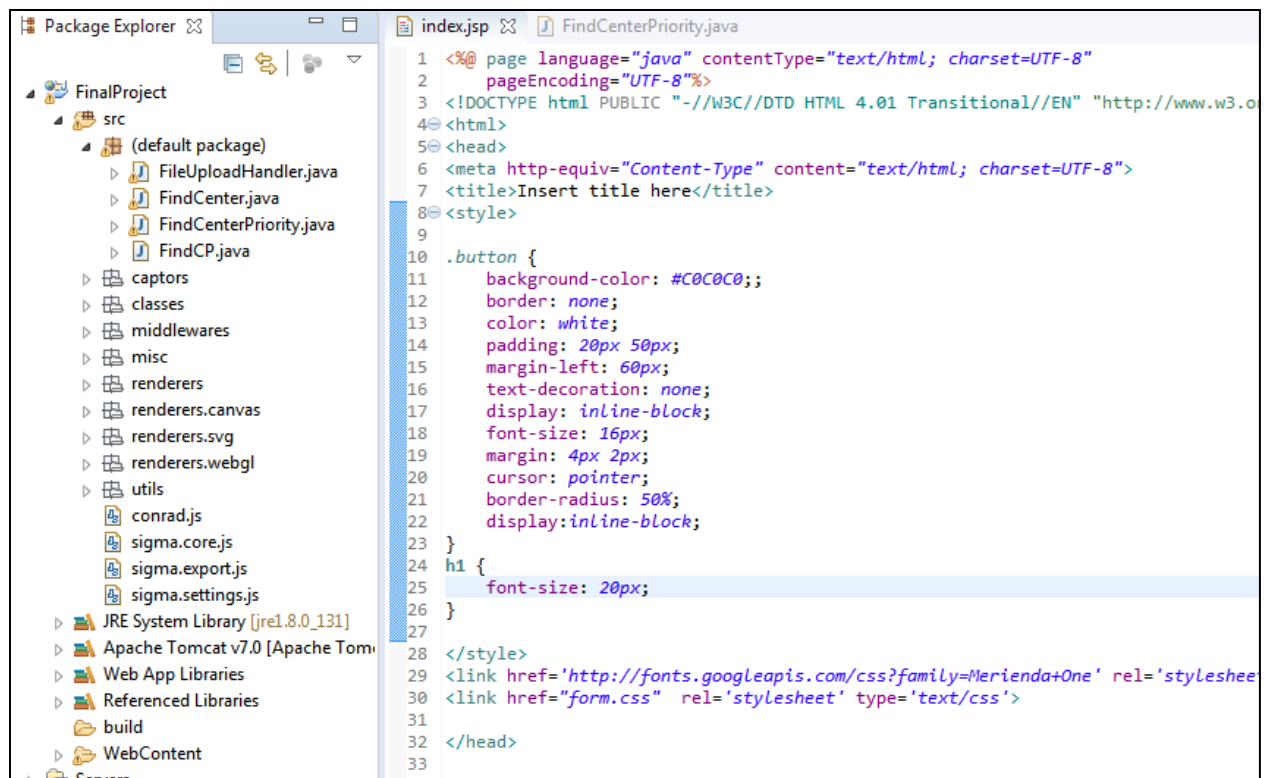 Package Explorer
FinalProject
src
(default package)
FileUploadHandler.java
FindCenter.java
FindCenterPriority.java
FindCP.java
captors
classes
middlewares
misc
renderers
renderers.canvas
renderers.svg
renderers.webgl
utils
conrad.js
sigma.core.js
sigma.export.js
sigma.settings.js
JRE System Library [jre1.8.0_131]
Apache Tomcat v7.0 [Apache Tom
Web App Libraries
Referenced Libraries
build
WebContent
index.jsp FindCenterPriority.java
1 <%@ page language="java" contentType="text/html; charset=UTF-8"
2 pageEncoding="UTF-8"%>
3 <!DOCTYPE html PUBLIC "-//W3C//DTD HTML 4.01 Transitional//EN" "http://www.w3.o
4 <html>
5 <head>
6 <meta http-equiv="Content-Type" content="text/html; charset=UTF-8">
7 <title>Insert title here</title>
8 <style>
9
10 .button {
11 background-color: #C0C0C0;;
12 border: none;
13 color: white;
14 padding: 20px 50px;
15 margin-left: 60px;
16 text-decoration: none;
17 display: inline-block;
18 font-size: 16px;
19 margin: 4px 2px;
20 cursor: pointer;
21 border-radius: 50%;
22 display:inline-block;
23 }
24 h1 {
25 font-size: 20px;
26 }
27
28 </style>
29 <link href='http://fonts.googleapis.com/css?family=Merienda+One' rel='styleshee
30 <link href="form.css" rel='stylesheet' type='text/css'>
31
32 </head>
33